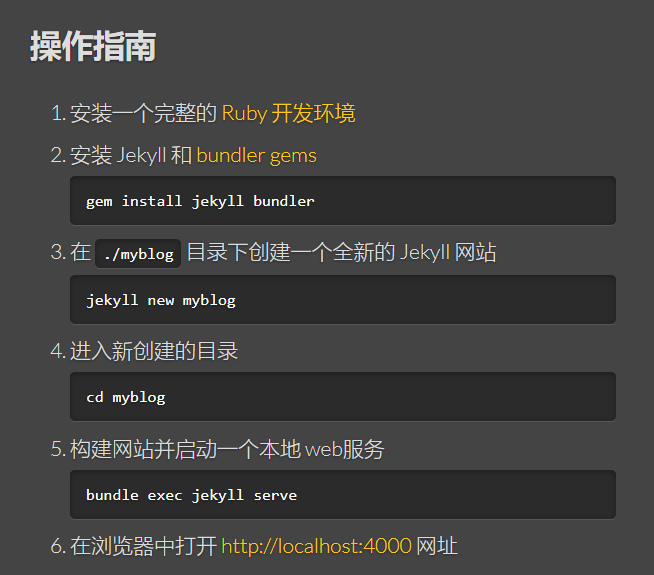 操作指南
1. 安装一个完整的 Ruby 开发环境
2. 安装 Jekyll 和 bundler gems
gem install jekyll bundler
3. 在 ./myblog 目录下创建一个全新的 Jekyll 网站
jekyll new myblog
4. 进入新创建的目录
cd myblog
5. 构建网站并启动一个本地 web服务
bundle exec jekyll serve
6. 在浏览器中打开 http://localhost:4000 网址